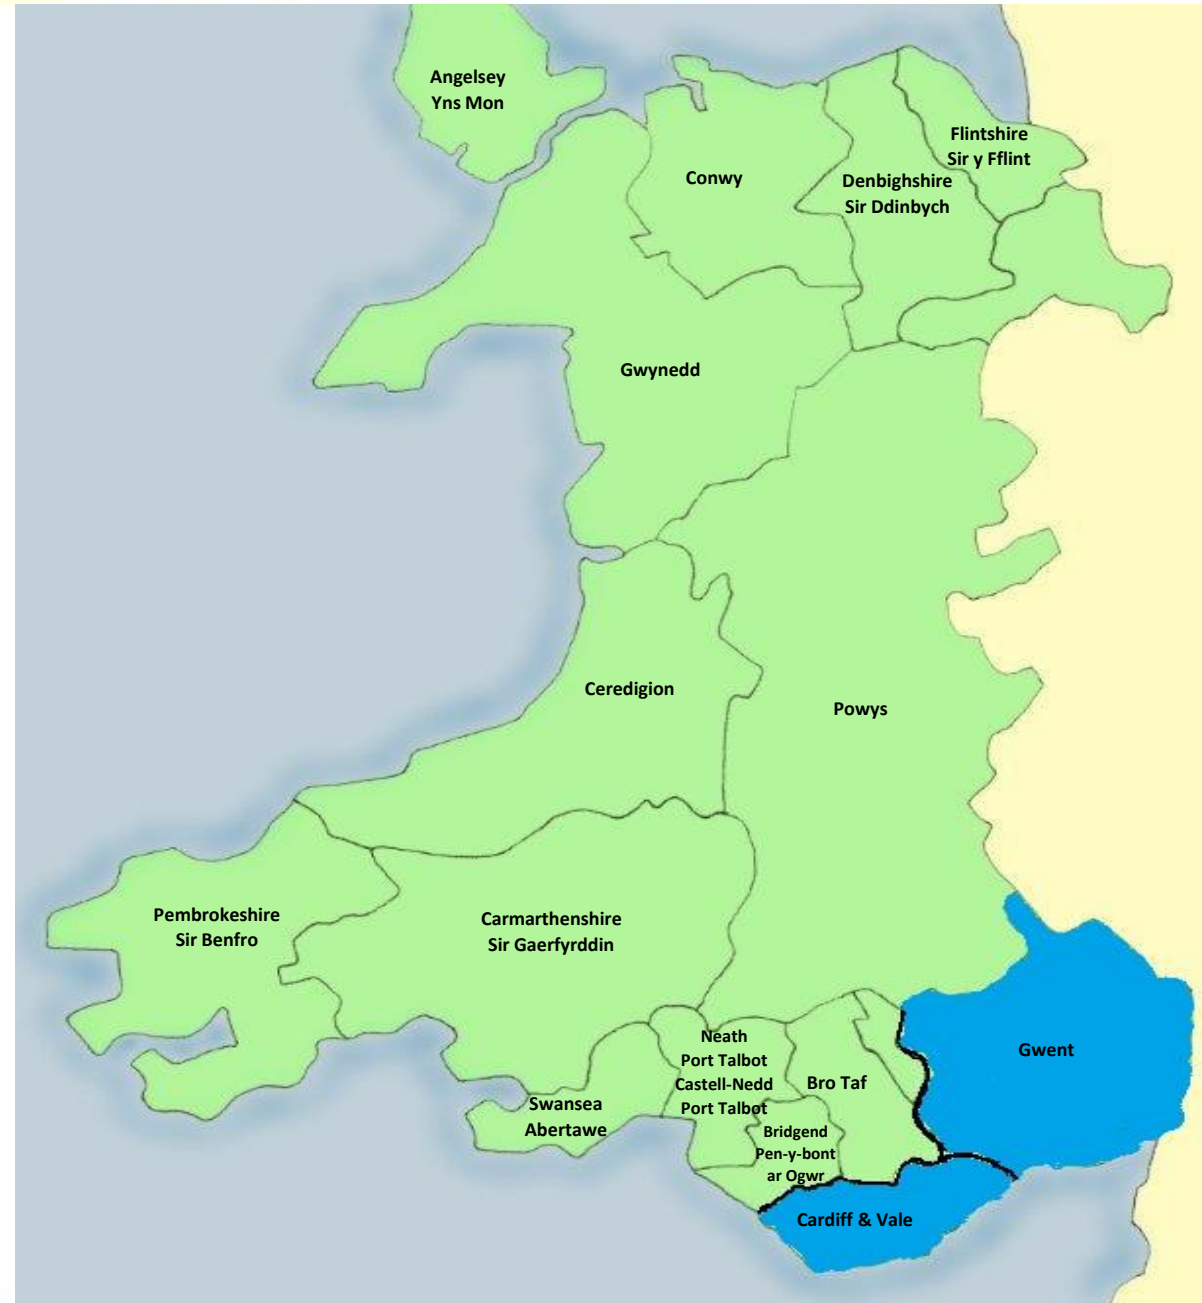 Angelsey
Yns Mon
Flintshire
Sir y Fflint
Conwy
Denbighshire
Sir Ddinbych
Gwynedd
Ceredigion
Powys
Pembrokeshire
Sir Benfro
Carmarthenshire
Sir Gaerfyrddin
Neath
Port Talbot
Castell-Nedd
Port Talbot
Bro Taf
Gwent
Swansea
Abertawe
Bridgend
Pen-y-bont
ar Ogwr
Cardiff & Vale